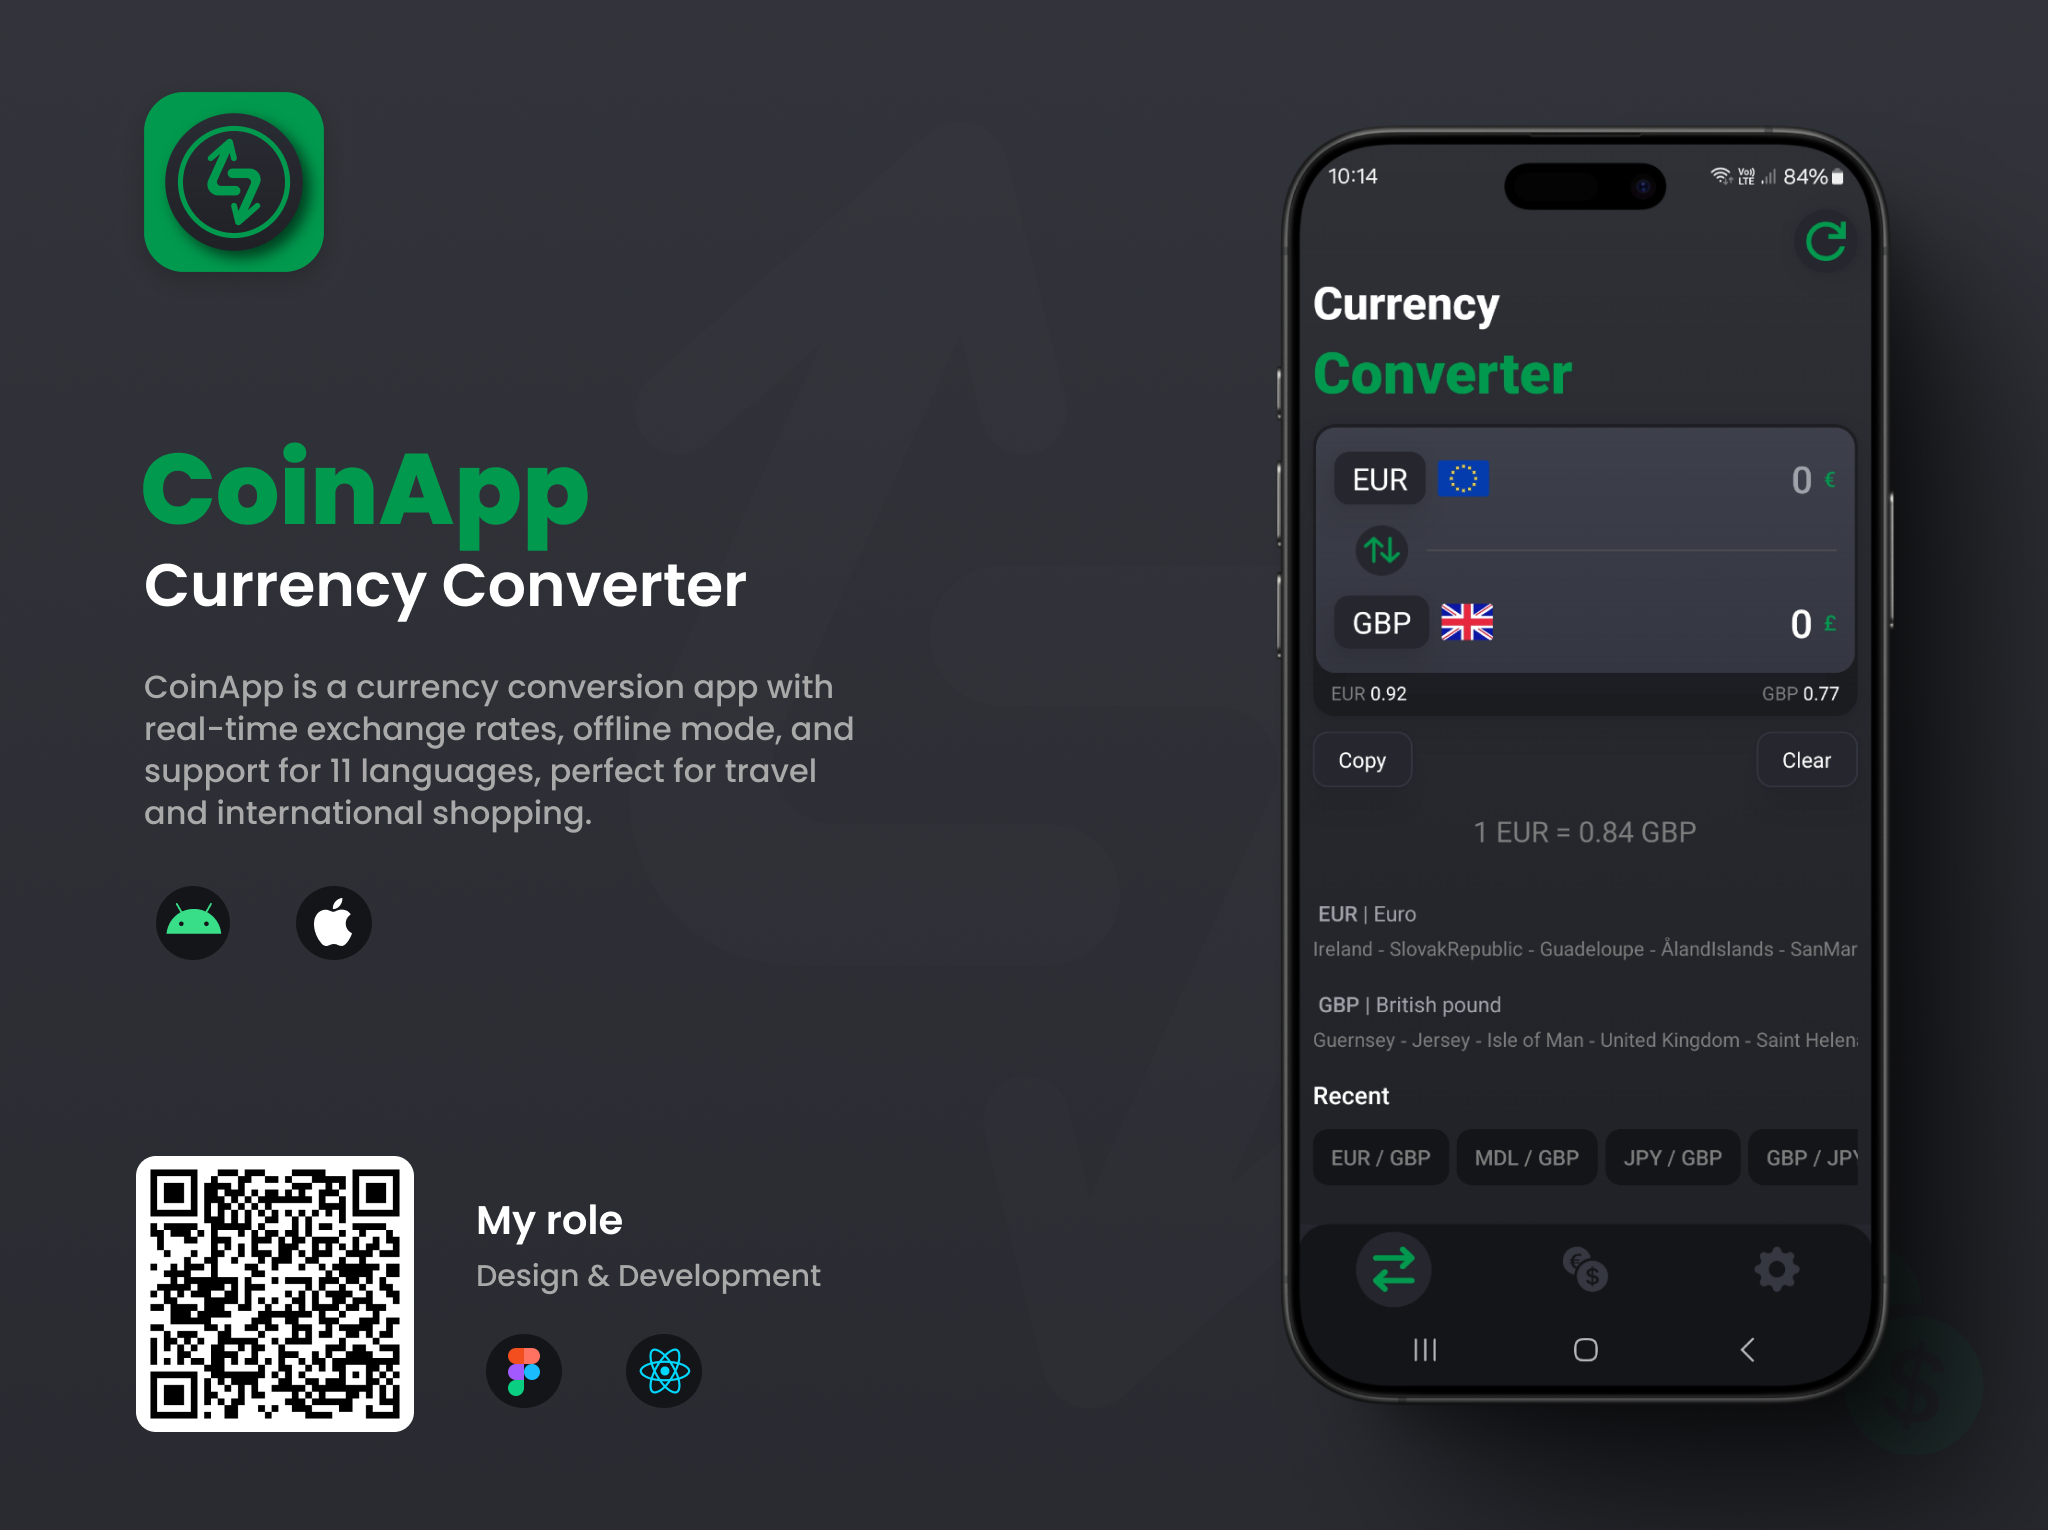 CoinApp
Currency Converter
CoinApp is a currency conversion app with
real-time exchange rates, offline mode, and
support for 11 languages, perfect for travel
and international shopping.
My role
Design & Development
10:14
Vo)) LTE 84%
Currency
Converter
EUR 0 €
GBP 0 £
EUR 0.92 GBP 0.77
Copy Clear
1 EUR = 0.84 GBP
EUR | Euro
Ireland - SlovakRepublic - Guadeloupe - ÅlandIslands - SanMar
GBP | British pound
Guernsey - Jersey - Isle of Man - United Kingdom - Saint Helen
Recent
EUR / GBP MDL / GBP JPY / GBP GBP / JPY